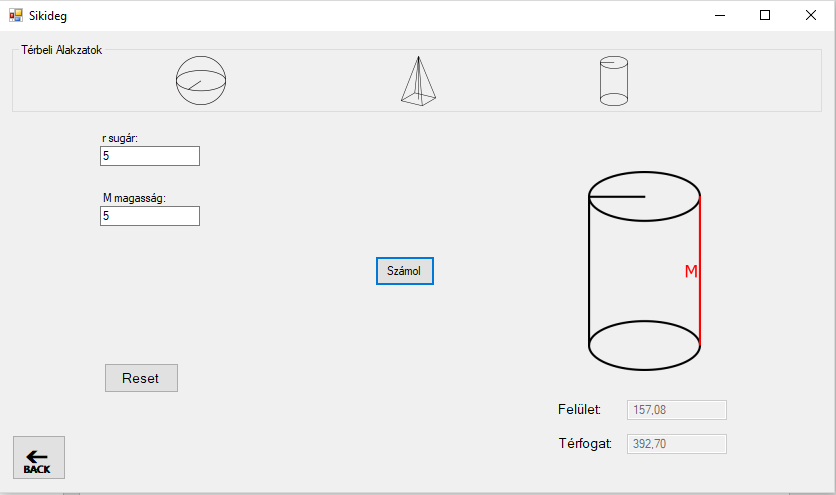 Sikideg
Térbeli Alakzatok
r sugár:
5
M magasság:
5
Számol
M
Reset
Felület: 157,08
Térfogat: 392,70
BACK